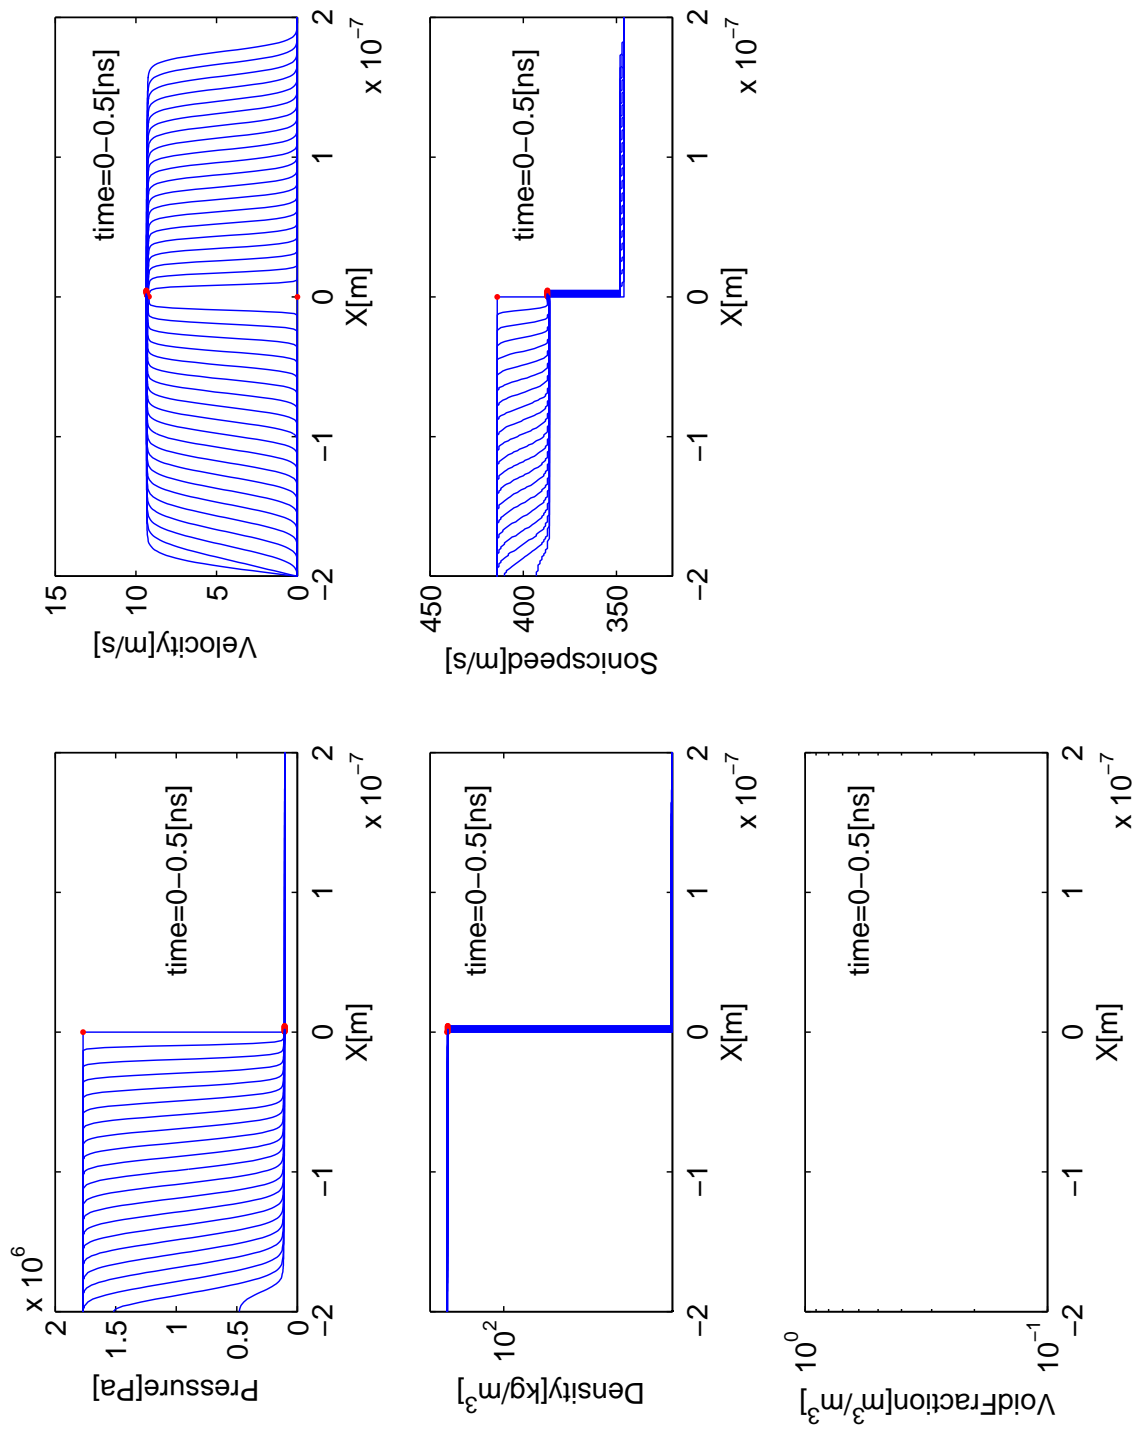 x 10^6
2
1.5
1
0.5
0
Pressure[Pa]
time=0−0.5[ns]
−2
−1
0
1
2
X[m]
x 10^−7
15
10
5
0
Velocity[m/s]
time=0−0.5[ns]
−2
−1
0
1
2
X[m]
x 10^−7
10^2
Density[kg/m^3]
time=0−0.5[ns]
−2
−1
0
1
2
X[m]
x 10^−7
450
400
350
Sonicspeed[m/s]
time=0−0.5[ns]
−2
−1
0
1
2
X[m]
x 10^−7
10^0
10^−1
VoidFraction[m^3/m^3]
time=0−0.5[ns]
−2
−1
0
1
2
X[m]
x 10^−7